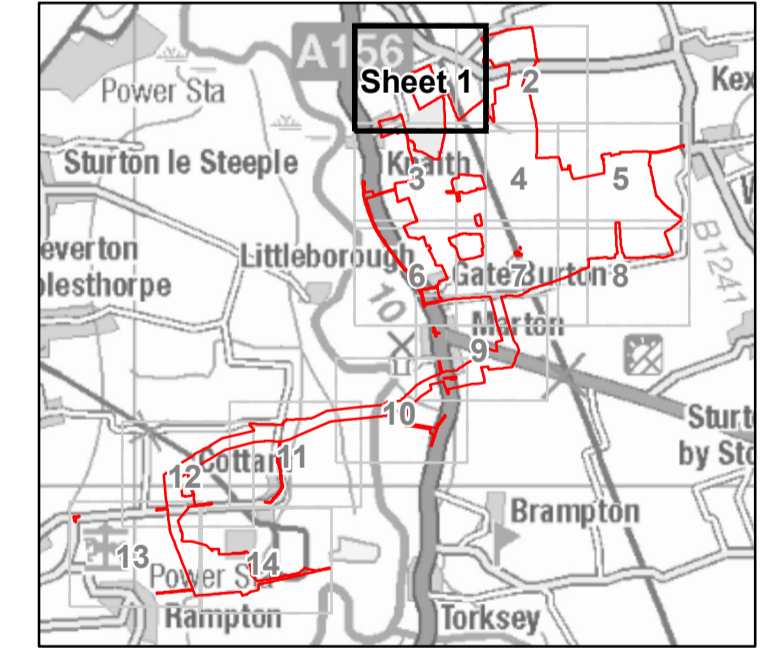 A156
Power Sta
Sheet 1
2
Kex
Sturton le Steeple
Knaith
3
4
5
everton
Littleborough
B1241
olesthorpe
6
Gate Burton
7
8
10
Marton
9
10
Sturt
by Sto
Cottam
11
12
Brampton
13
14
Power Sta
Rampton
Torksey